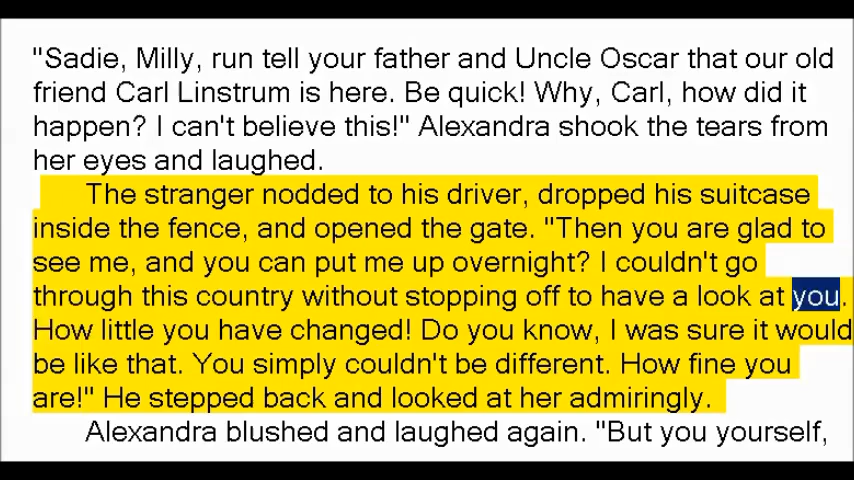 "Sadie, Milly, run tell your father and Uncle Oscar that our old
friend Carl Linstrum is here. Be quick! Why, Carl, how did it
happen? I can't believe this!" Alexandra shook the tears from
her eyes and laughed.
The stranger nodded to his driver, dropped his suitcase
inside the fence, and opened the gate. "Then you are glad to
see me, and you can put me up overnight? I couldn't go
through this country without stopping off to have a look at you.
How little you have changed! Do you know, I was sure it would
be like that. You simply couldn't be different. How fine you
are!" He stepped back and looked at her admiringly.
Alexandra blushed and laughed again. "But you yourself,